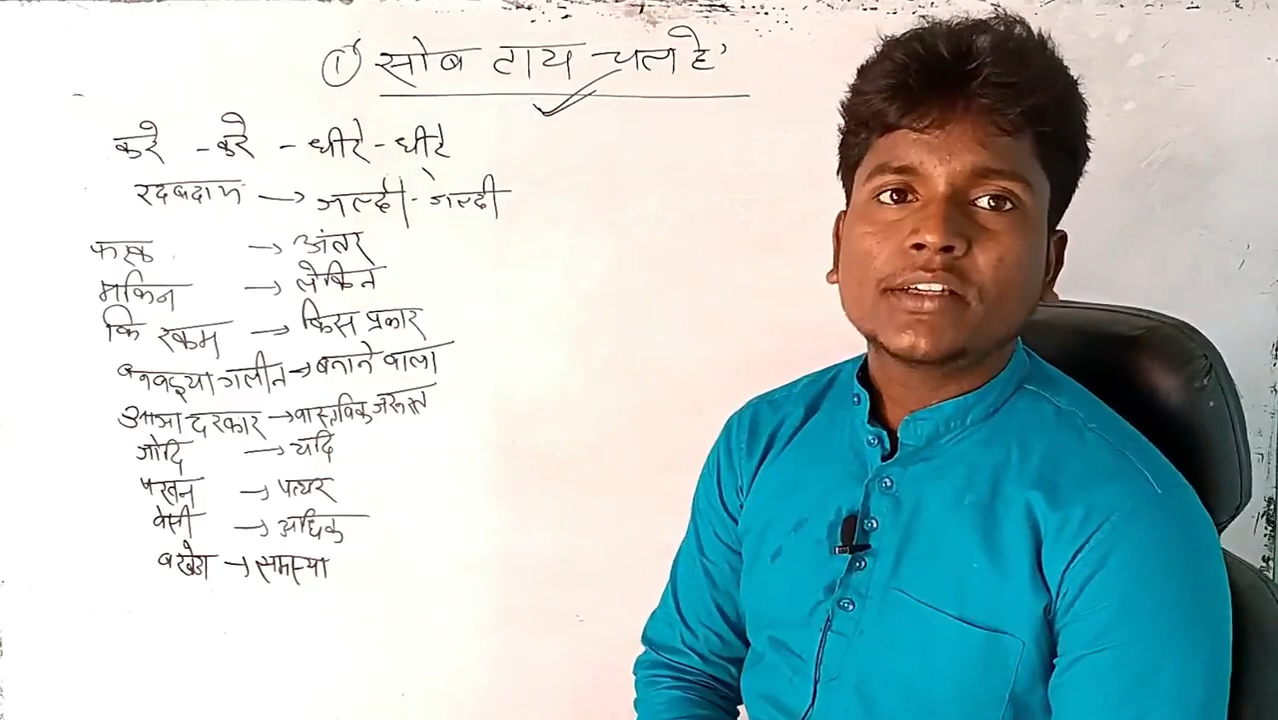 ① सोब टाय चल हे'
करे - करे - धीरे - धीरे
रदबदाम → जल्दी - जल्दी
फरक → अंतर
मकिन → लेकिन
कि रकम → किस प्रकार
बनवइया गलीन → बनाने वाला
दरकार → वास्तविक जरूरत
जोदि → यदि
पखन → पत्थर
बेसी → अधिक
बखेड़ा → समस्या